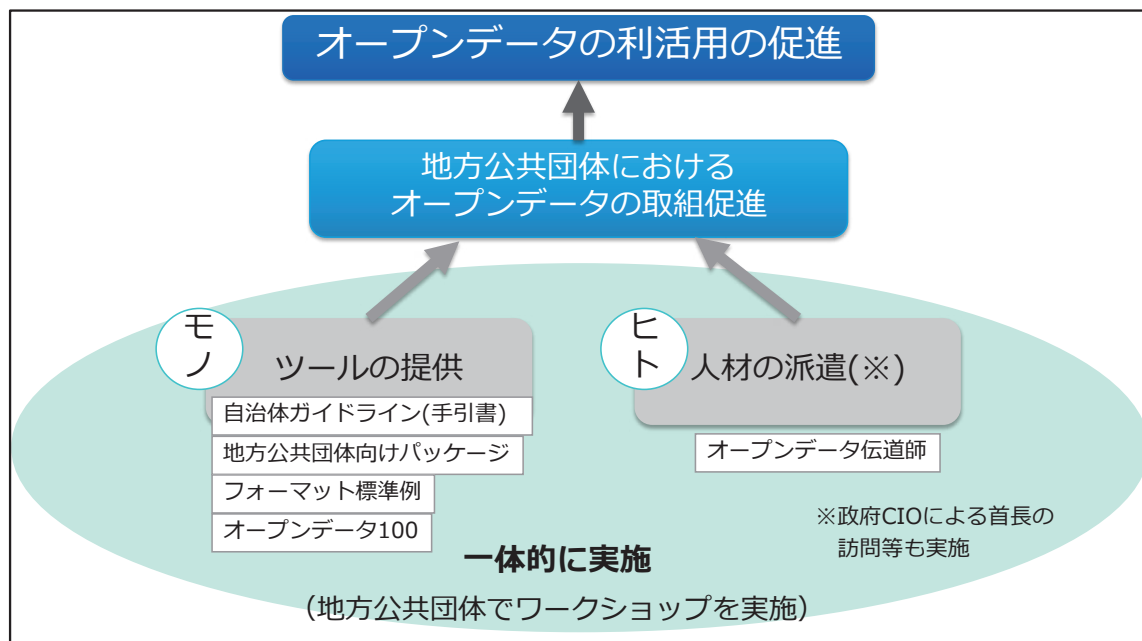 オープンデータの利活用の促進
地方公共団体における
オープンデータの取組促進
モノ
ツールの提供
自治体ガイドライン(手引書)
地方公共団体向けパッケージ
フォーマット標準例
オープンデータ100
ヒト
人材の派遣(※)
オープンデータ伝道師
※政府CIOによる首長の
訪問等も実施
一体的に実施
(地方公共団体でワークショップを実施)